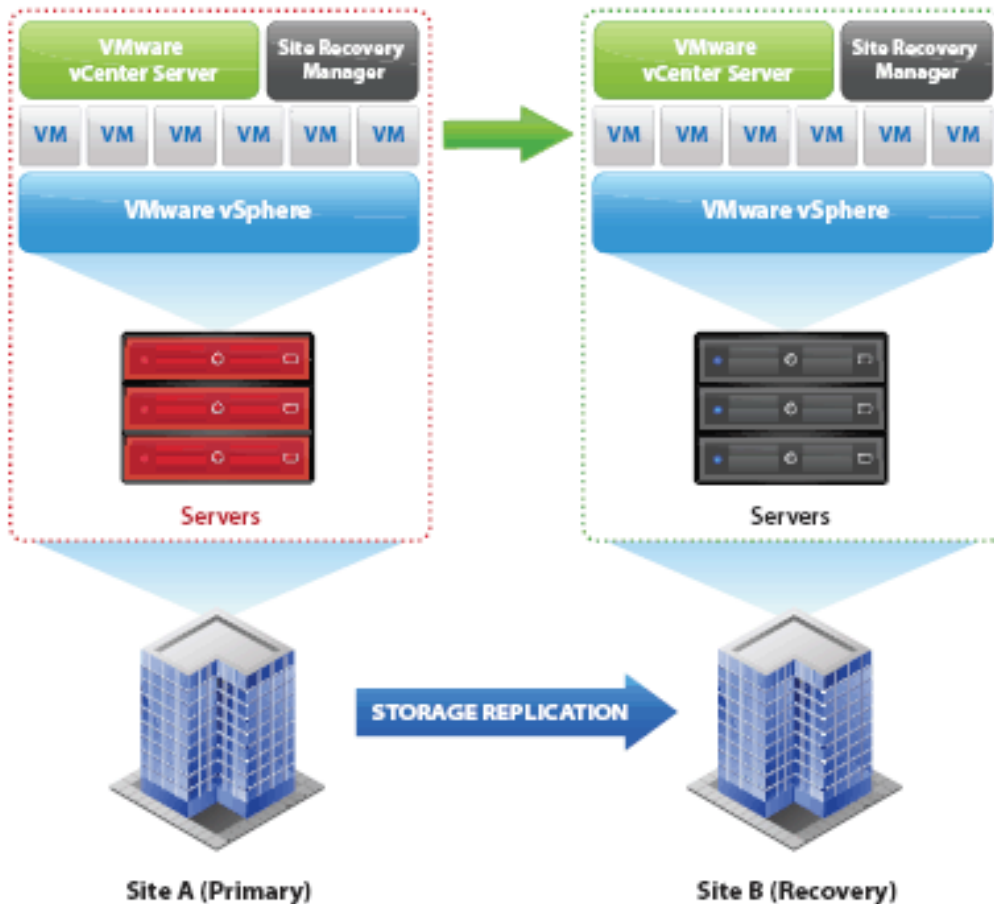 VMware
vCenter Server
Site Recovery
Manager
VMware
vCenter Server
Site Recovery
Manager
VM VM VM VM VM VM
VM VM VM VM VM VM
VMware vSphere
VMware vSphere
Servers
Servers
STORAGE REPLICATION
Site A (Primary)
Site B (Recovery)